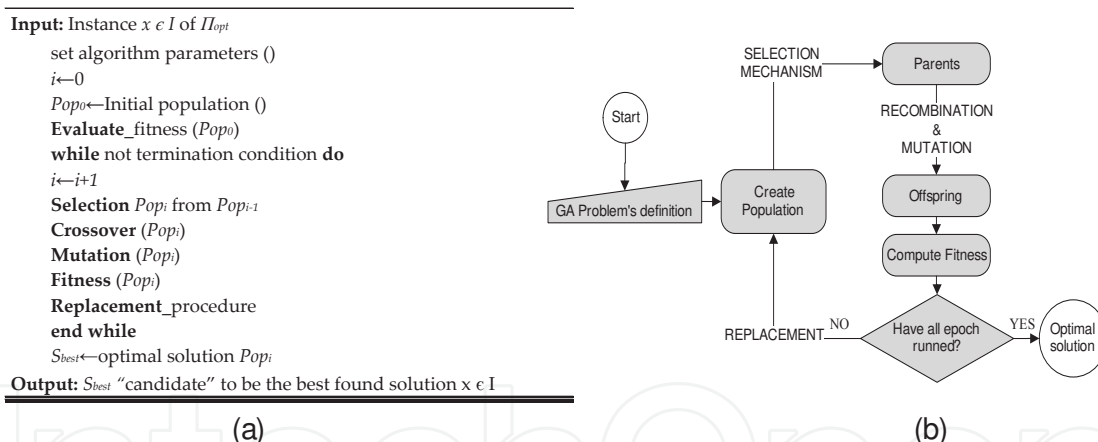 Input: Instance x ϵ I of Πopt
set algorithm parameters ()
i←0
Pop0←Initial population ()
Evaluate_fitness (Pop0)
while not termination condition do
i←i+1
Selection Popi from Popi-1
Crossover (Popi)
Mutation (Popi)
Fitness (Popi)
Replacement_procedure
end while
Sbest←optimal solution Popi
Output: Sbest “candidate” to be the best found solution x ϵ I
(a)
Start
GA Problem's definition
Create
Population
SELECTION
MECHANISM
Parents
RECOMBINATION
&
MUTATION
Offspring
Compute Fitness
Have all epoch
runned?
NO
REPLACEMENT
YES
Optimal
solution
(b)